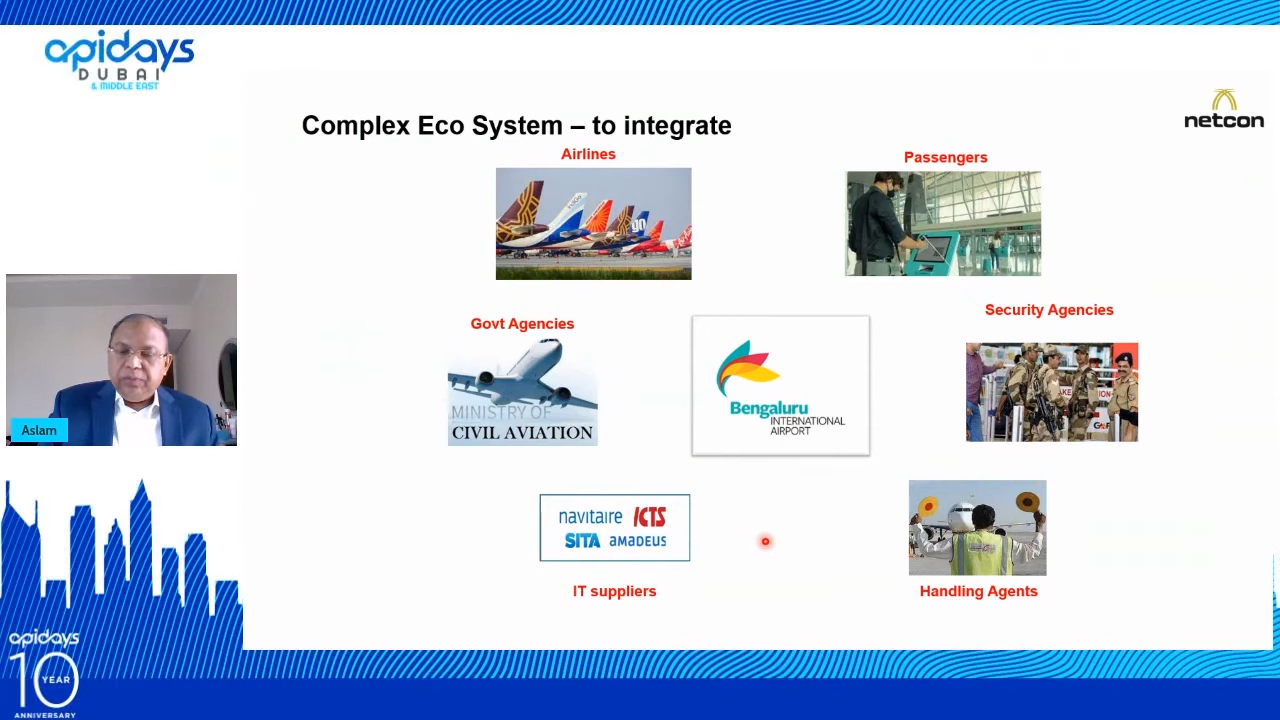 apidays
DUBAI
& MIDDLE EAST
netcon
Complex Eco System – to integrate
Airlines
Passengers
Govt Agencies
MINISTRY OF
CIVIL AVIATION
Bengaluru
INTERNATIONAL
AIRPORT
Security Agencies
Aslam
navitaire ICTS
SITA amadeus
IT suppliers
Handling Agents
apidays
10
YEAR
ANNIVERSARY